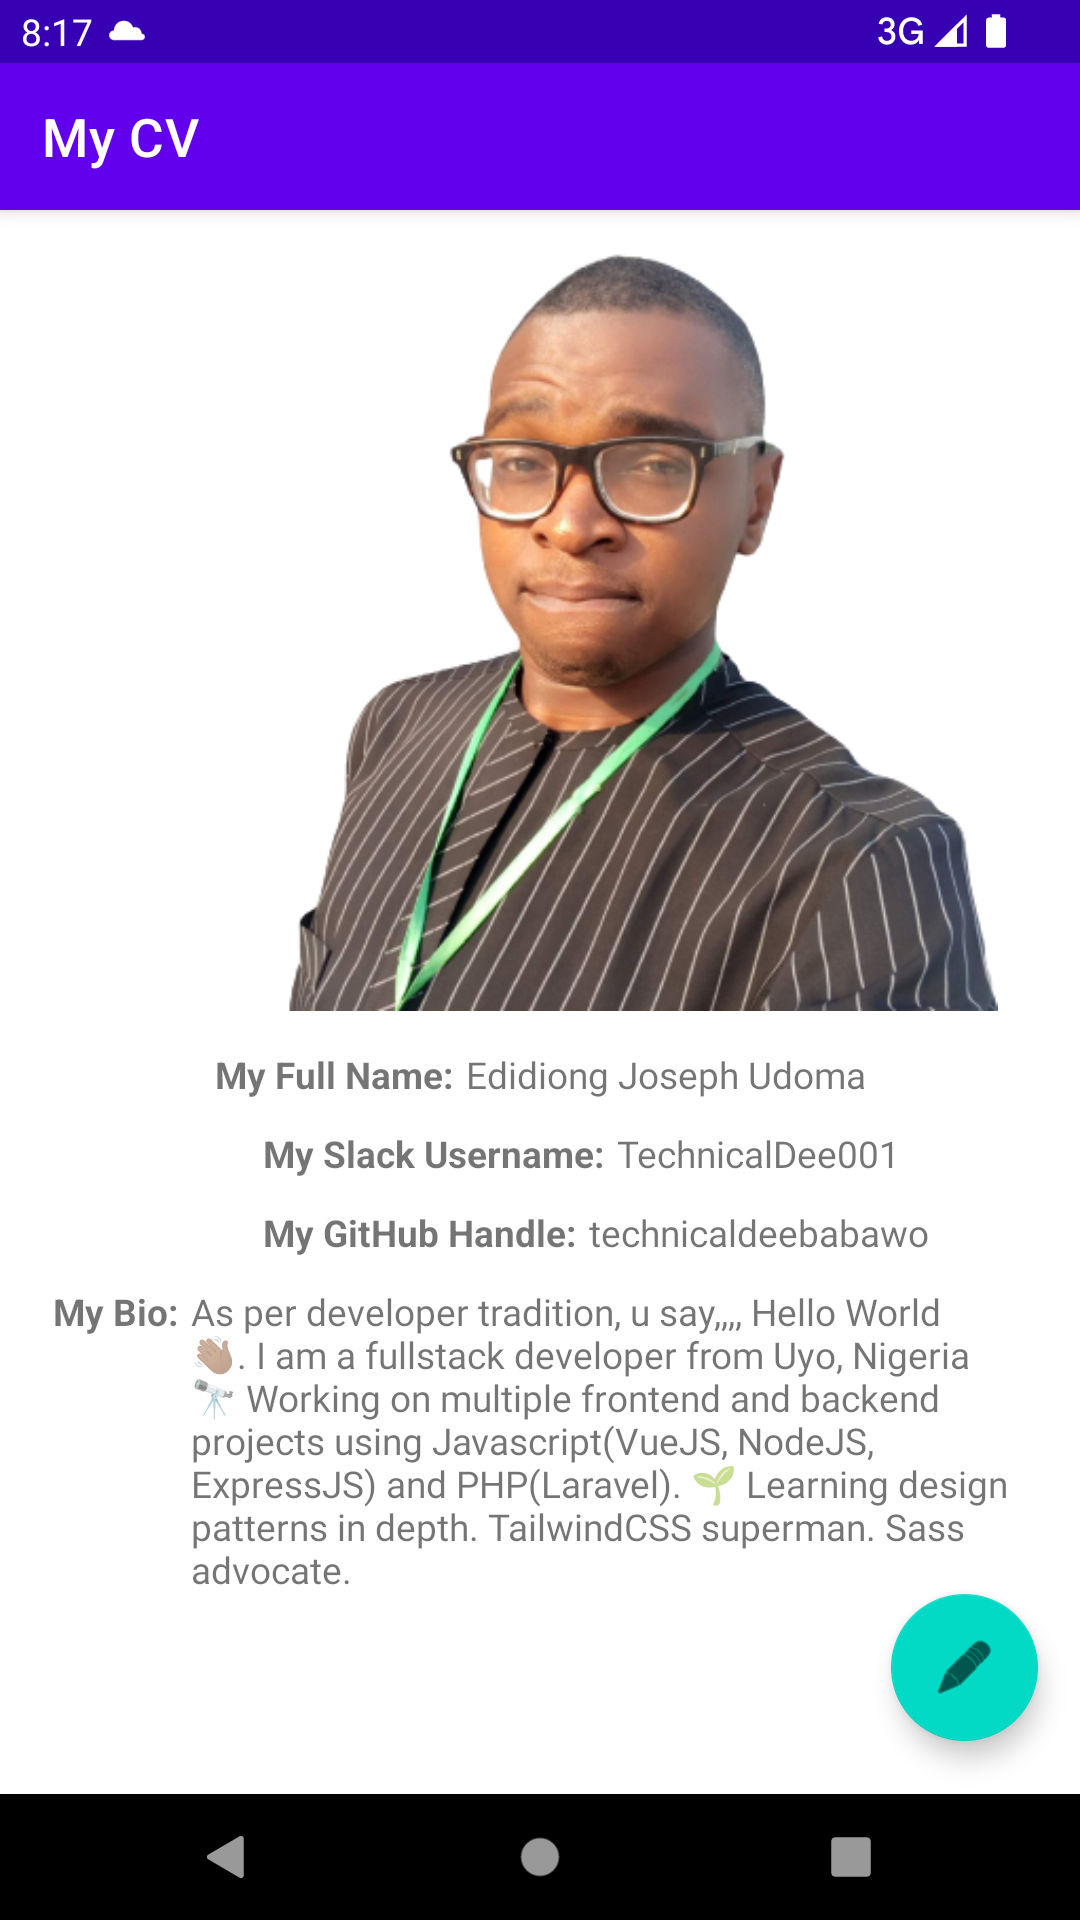 8:17 3G
My CV
My Full Name: Edidiong Joseph Udoma
My Slack Username: TechnicalDee001
My GitHub Handle: technicaldeebabawo
My Bio: As per developer tradition, u say,,,, Hello World
👋🏽. I am a fullstack developer from Uyo, Nigeria
🔭 Working on multiple frontend and backend
projects using Javascript(VueJS, NodeJS,
ExpressJS) and PHP(Laravel). 🌱 Learning design
patterns in depth. TailwindCSS superman. Sass
advocate.